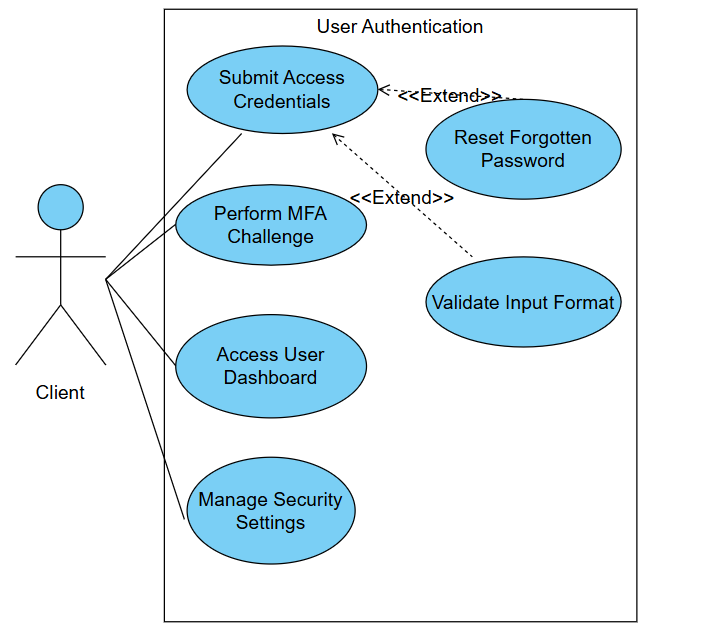 User Authentication
Submit Access
Credentials
<<Extend>>
Reset Forgotten
Password
Perform MFA
Challenge
<<Extend>>
Validate Input Format
Access User
Dashboard
Client
Manage Security
Settings